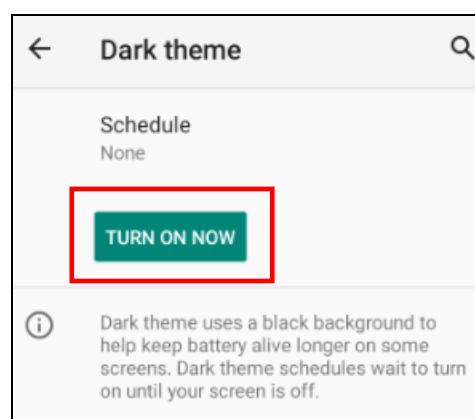 Dark theme
Schedule
None
TURN ON NOW
Dark theme uses a black background to
help keep battery alive longer on some
screens. Dark theme schedules wait to turn
on until your screen is off.